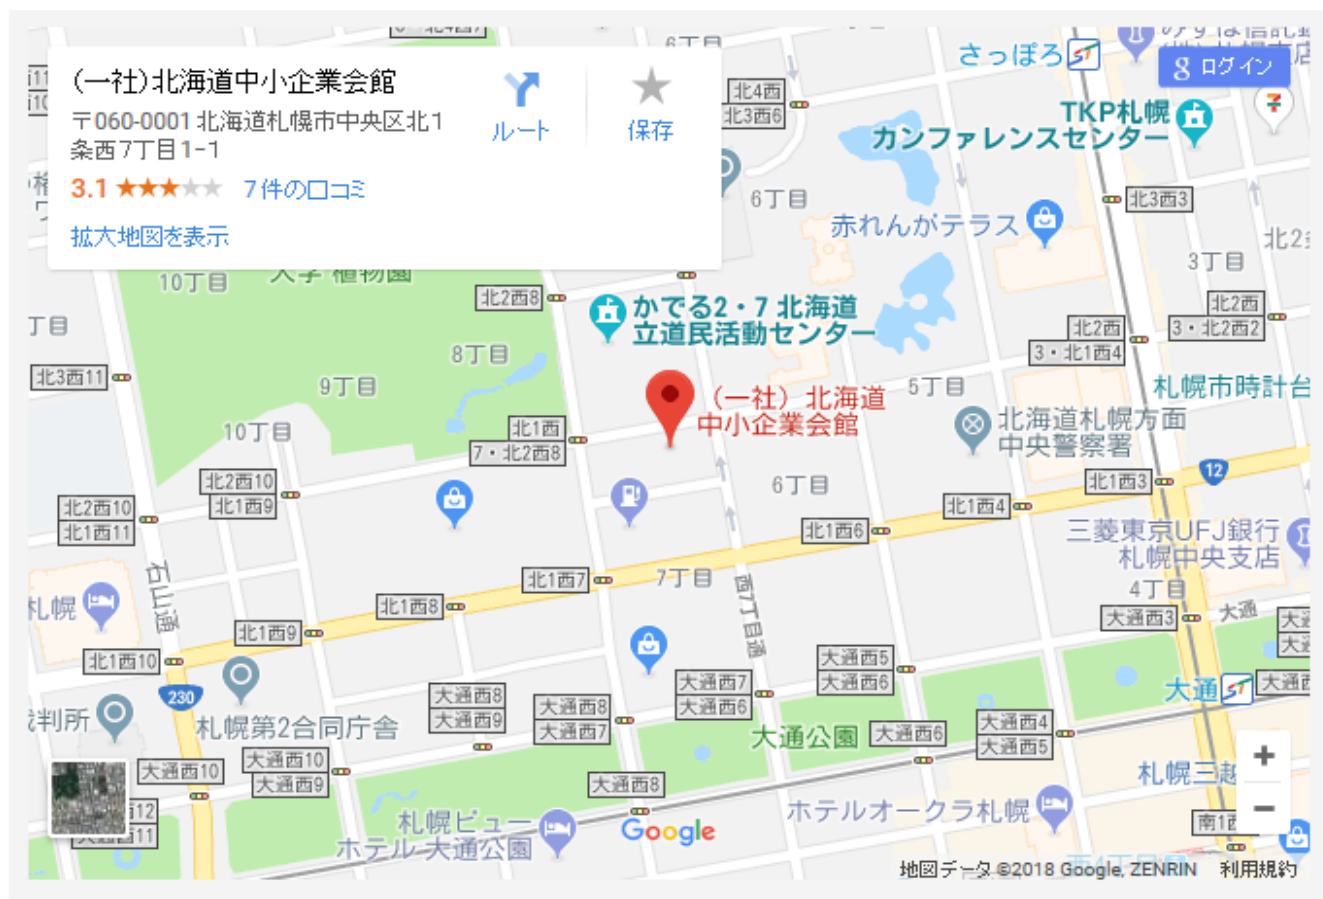 (一社)北海道中小企業会館
〒060-0001 北海道札幌市中央区北1
条西7丁目1-1
3.1
7 件の口コミ
拡大地図を表示
ルート
保存
さっぽろ
ログイン
北4西
北3西6
TKP札幌
カンファレンスセンター
6丁目
北3西3
赤れんがテラス
3丁目
10丁目
北2西8
かでる2・7 北海道
立道民活動センター
北2西
3・北2西2
北2西
3・北1西4
丁目
8丁目
北3西11
9丁目
5丁目
札幌市時計台
(一社) 北海道
中小企業会館
北海道札幌方面
中央警察署
10丁目
北1西
7・北2西8
北2西10
北1西9
北2西10
北1西11
6丁目
北1西3
12
北1西4
北1西6
三菱東京UFJ銀行
札幌中央支店
石山通
北1西7
7丁目
西7丁目通
4丁目
札幌
北1西8
大通西3
大通
北1西9
北1西10
大通西5
大通西6
230
大通西7
大通西6
大通
大通西8
大通西9
大通西8
大通西7
判所
札幌第2合同庁舎
大通公園
大通西6
大通西4
大通西5
大通西10
大通西10
大通西9
大通西8
札幌三越
ホテルオークラ札幌
札幌ビュー
ホテル 大通公園
Google
地図データ ©2018 Google, ZENRIN
利用規約